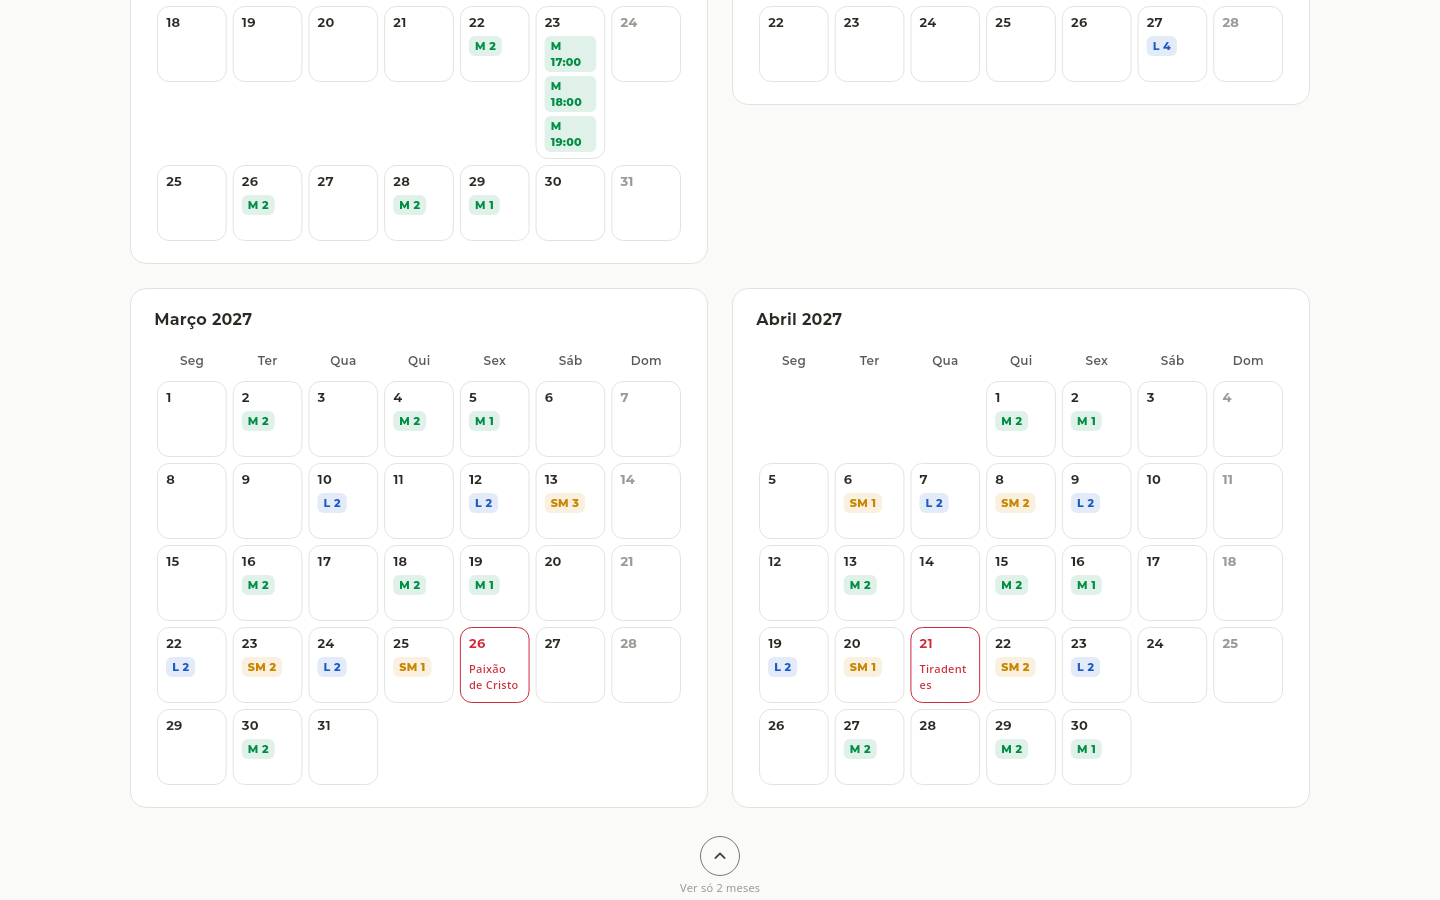 18 19 20 21 22 23 24
M 2
M
17:00
M
18:00
M
19:00
25 26 27 28 29 30 31
M 2 M 2 M 1
22 23 24 25 26 27 28
L 4
Março 2027
Seg Ter Qua Qui Sex Sáb Dom
1 2 3 4 5 6 7
M 2 M 2 M 1
8 9 10 11 12 13 14
L 2 L 2 SM 3
15 16 17 18 19 20 21
M 2 M 2 M 1
22 23 24 25 26 27 28
L 2 SM 2 L 2 SM 1
Paixão
de Cristo
29 30 31
M 2
Abril 2027
Seg Ter Qua Qui Sex Sáb Dom
1 2 3 4
M 2 M 1
5 6 7 8 9 10 11
SM 1 L 2 SM 2 L 2
12 13 14 15 16 17 18
M 2 M 2 M 1
19 20 21 22 23 24 25
L 2 SM 1 SM 2 L 2
Tiradent
es
26 27 28 29 30
M 2 M 2 M 1
Ver só 2 meses